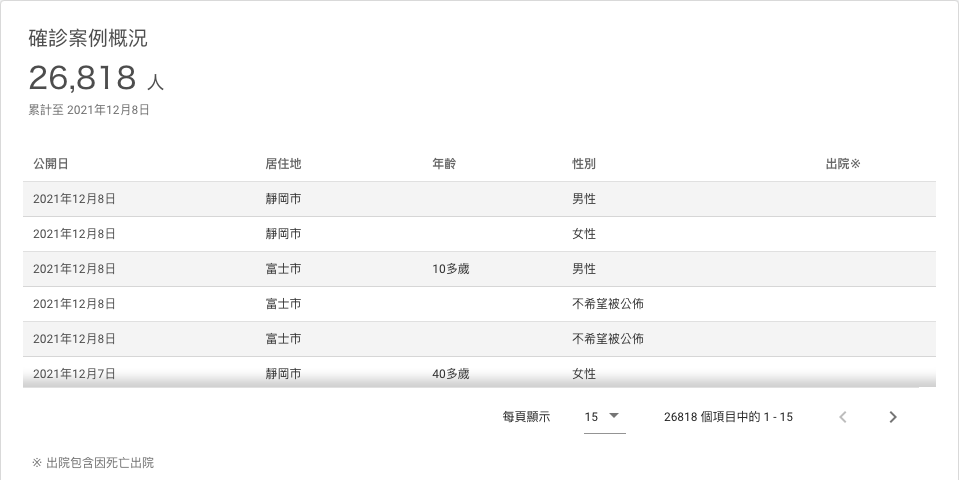 確診案例概況
26,818 人
累計至 2021年12月8日
公開日 居住地 年齡 性別 出院※
2021年12月8日 靜岡市 男性
2021年12月8日 靜岡市 女性
2021年12月8日 富士市 10多歲 男性
2021年12月8日 富士市 不希望被公佈
2021年12月8日 富士市 不希望被公佈
2021年12月7日 靜岡市 40多歲 女性
每頁顯示 15 26818 個項目中的 1 - 15
※ 出院包含因死亡出院